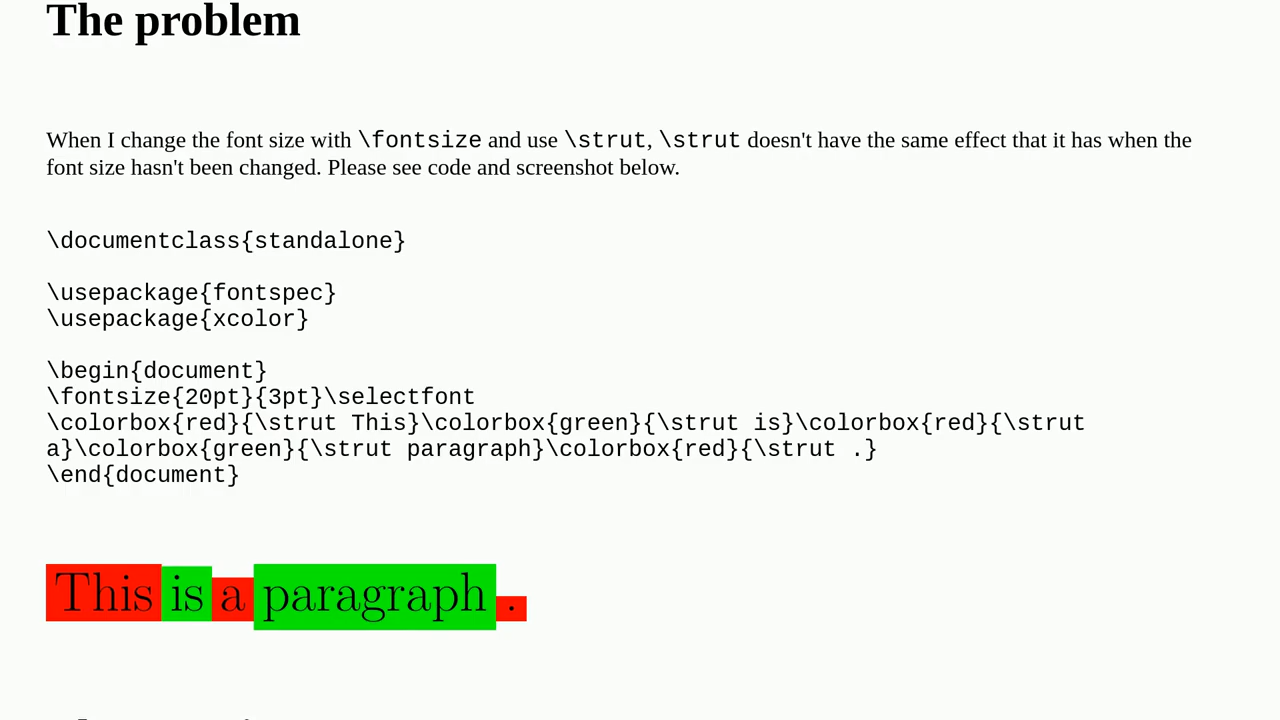 The problem
When I change the font size with \fontsize and use \strut, \strut doesn't have the same effect that it has when the
font size hasn't been changed. Please see code and screenshot below.
\documentclass{standalone}
\usepackage{fontspec}
\usepackage{xcolor}
\begin{document}
\fontsize{20pt}{3pt}\selectfont
\colorbox{red}{\strut This}\colorbox{green}{\strut is}\colorbox{red}{\strut
a}\colorbox{green}{\strut paragraph}\colorbox{red}{\strut .}
\end{document}
This is a paragraph .